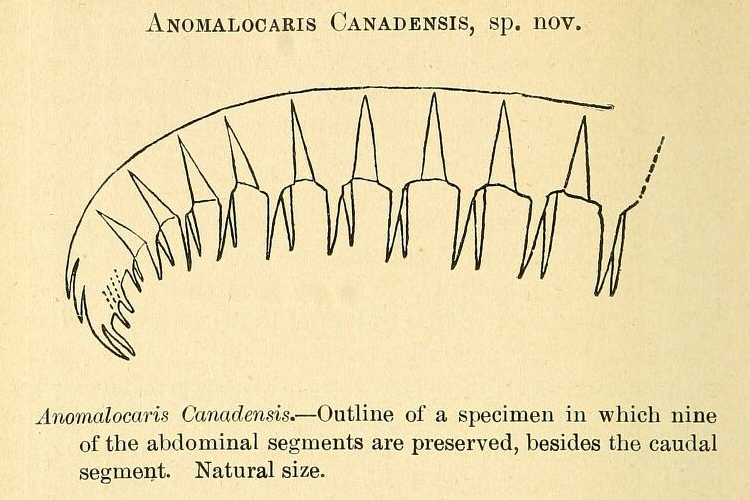 ANOMALOCARIS CANADENSIS, sp. nov.
Anomalocaris Canadensis.—Outline of a specimen in which nine
of the abdominal segments are preserved, besides the caudal
segment. Natural size.